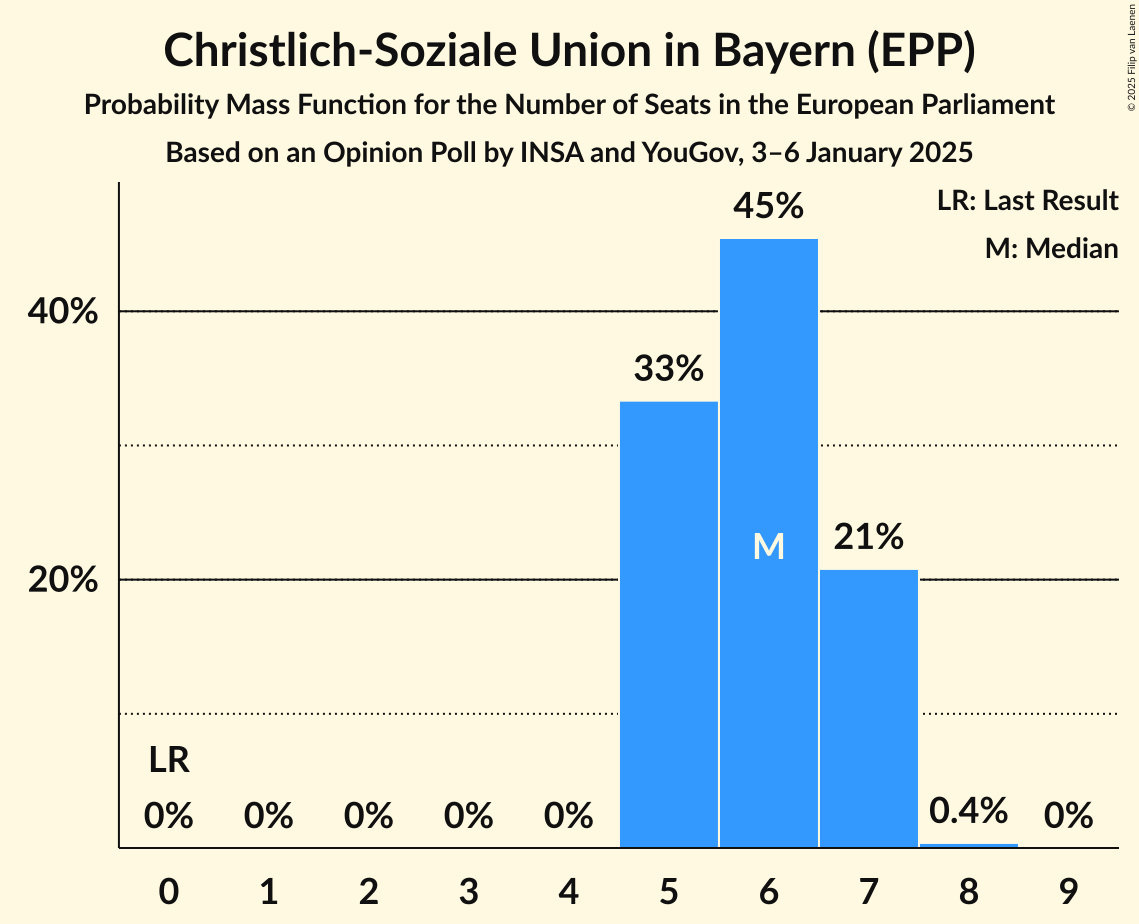 Christlich-Soziale Union in Bayern (EPP)
Probability Mass Function for the Number of Seats in the European Parliament
Based on an Opinion Poll by INSA and YouGov, 3–6 January 2025
© 2025 Filip van Laenen
LR: Last Result
M: Median
45%
40%
33%
M
21%
20%
LR
0% 0% 0% 0% 0% 0.4% 0%
0 1 2 3 4 5 6 7 8 9